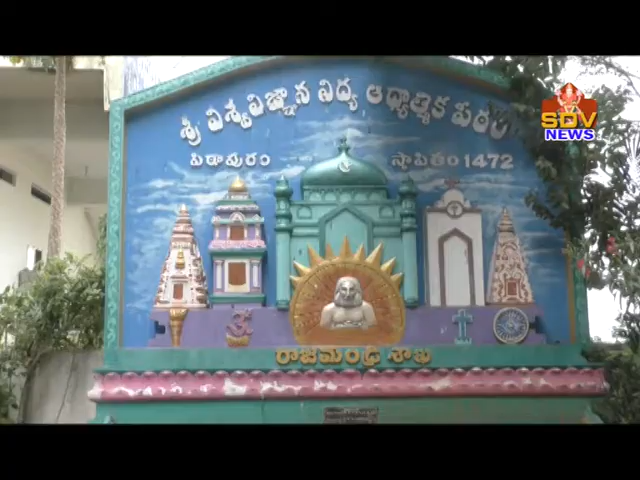 శ్రీ విశ్వవిజ్ఞాన విద్య ఆధ్యాత్మిక పీఠం
పిఠాపురం స్థాపితం 1472
రాజమండ్రి శాఖ
SDV
NEWS